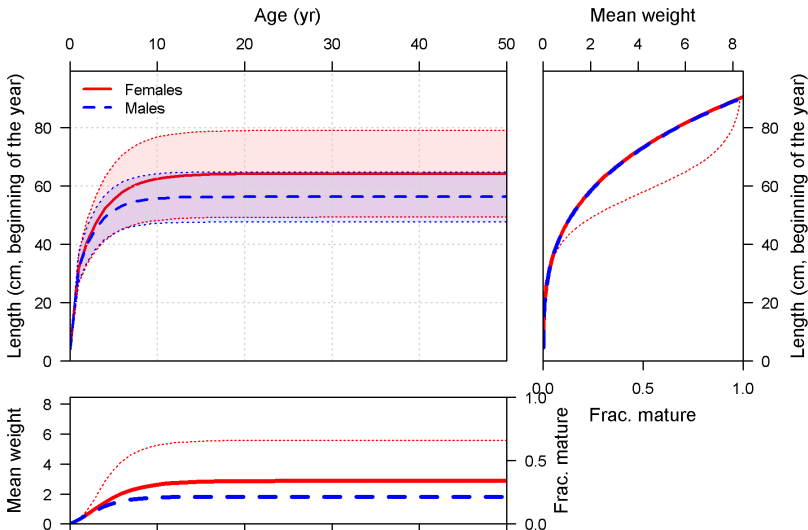 Age (yr)
Mean weight
0 10 20 30 40 50
0 2 4 6 8
Length (cm, beginning of the year)
Females
Males
80
60
40
20
0
80
60
40
20
0
Length (cm, beginning of the year)
0.0 0.5 1.0
Frac. mature
Mean weight
8
6
4
2
0
1.0
0.5
0.0
Frac. mature